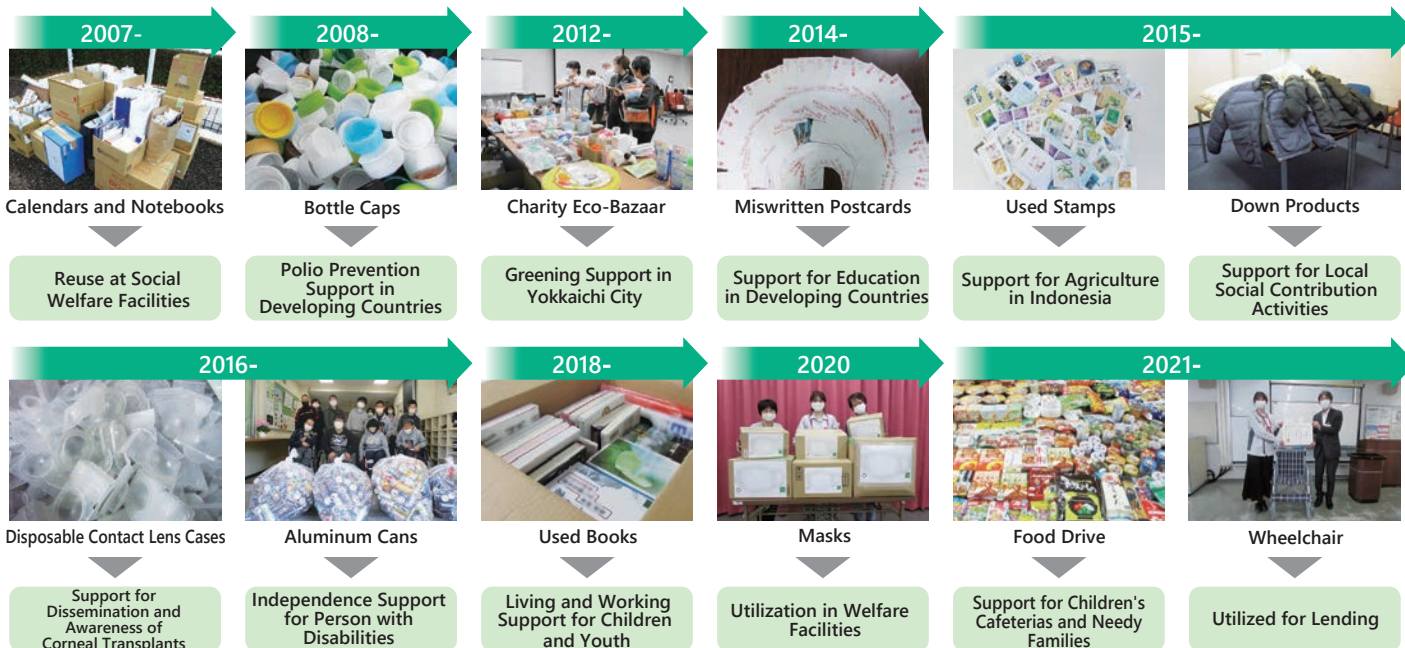 2007-
2008-
2012-
2014-
2015-
Calendars and Notebooks
Bottle Caps
Charity Eco-Bazaar
Miswritten Postcards
Used Stamps
Down Products
Reuse at Social
Welfare Facilities
Polio Prevention
Support in
Developing Countries
Greening Support in
Yokkaichi City
Support for Education
in Developing Countries
Support for Agriculture
in Indonesia
Support for Local
Social Contribution
Activities
2016-
2018-
2020
2021-
Disposable Contact Lens Cases
Aluminum Cans
Used Books
Masks
Food Drive
Wheelchair
Support for
Dissemination and
Awareness of
Corneal Transplants
Independence Support
for Person with
Disabilities
Living and Working
Support for Children
and Youth
Utilization in Welfare
Facilities
Support for Children's
Cafeterias and Needy
Families
Utilized for Lending